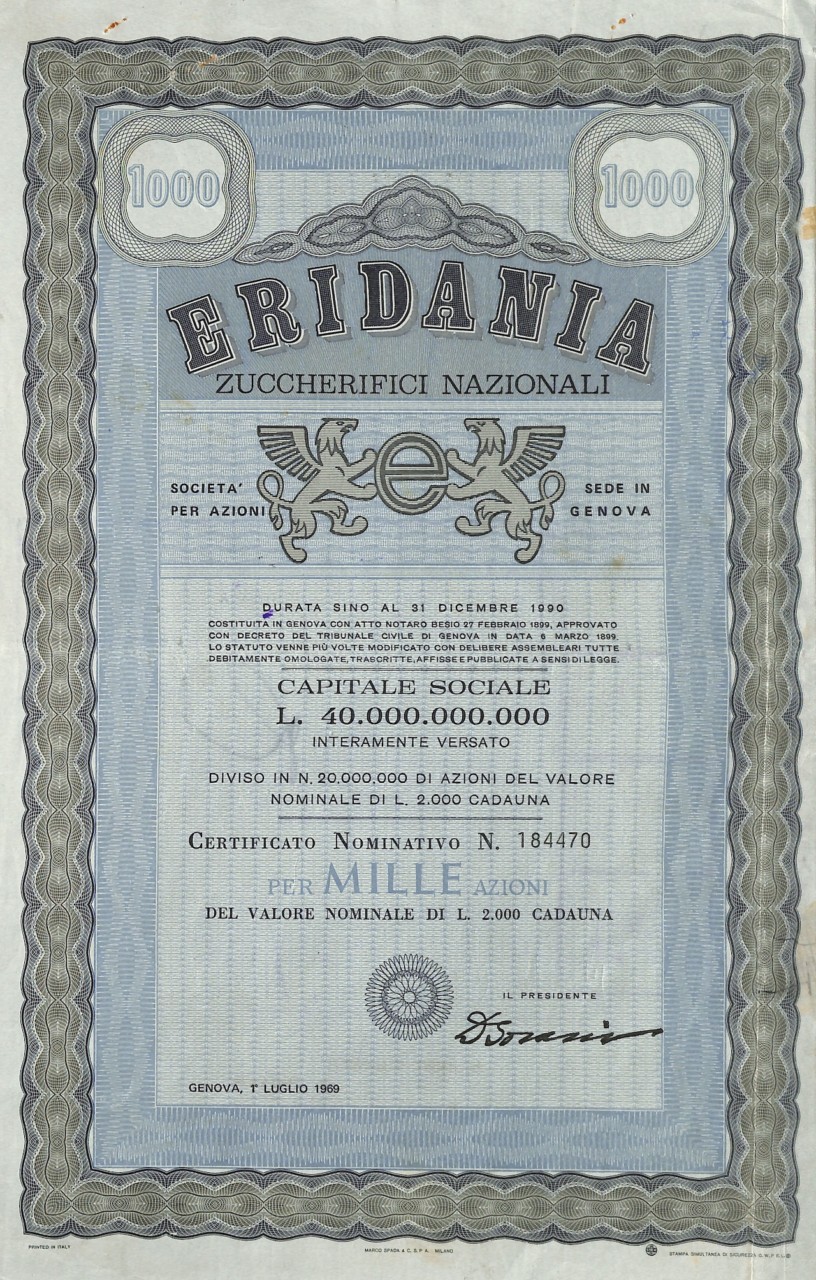 1000 1000
ERIDANIA
ZUCCHERIFICI NAZIONALI
e
SOCIETA'
PER AZIONI
SEDE IN
GENOVA
DURATA SINO AL 31 DICEMBRE 1990
COSTITUITA IN GENOVA CON ATTO NOTARO BESIO 27 FEBBRAIO 1899, APPROVATO
CON DECRETO DEL TRIBUNALE CIVILE DI GENOVA IN DATA 6 MARZO 1899.
LO STATUTO VENNE PIÙ VOLTE MODIFICATO CON DELIBERE ASSEMBLEARI TUTTE
DEBITAMENTE OMOLOGATE, TRASCRITTE, AFFISSE E PUBBLICATE A SENSI DI LEGGE.
CAPITALE SOCIALE
L. 40.000.000.000
INTERAMENTE VERSATO
DIVISO IN N. 20.000.000 DI AZIONI DEL VALORE
NOMINALE DI L. 2.000 CADAUNA
CERTIFICATO NOMINATIVO N. 184470
PER MILLE AZIONI
DEL VALORE NOMINALE DI L. 2.000 CADAUNA
IL PRESIDENTE
GENOVA, 1° LUGLIO 1969
PRINTED IN ITALY
MARCO SPADA & C. S.P.A. - MILANO
STAMPA SIMULTANEA DI SICUREZZA